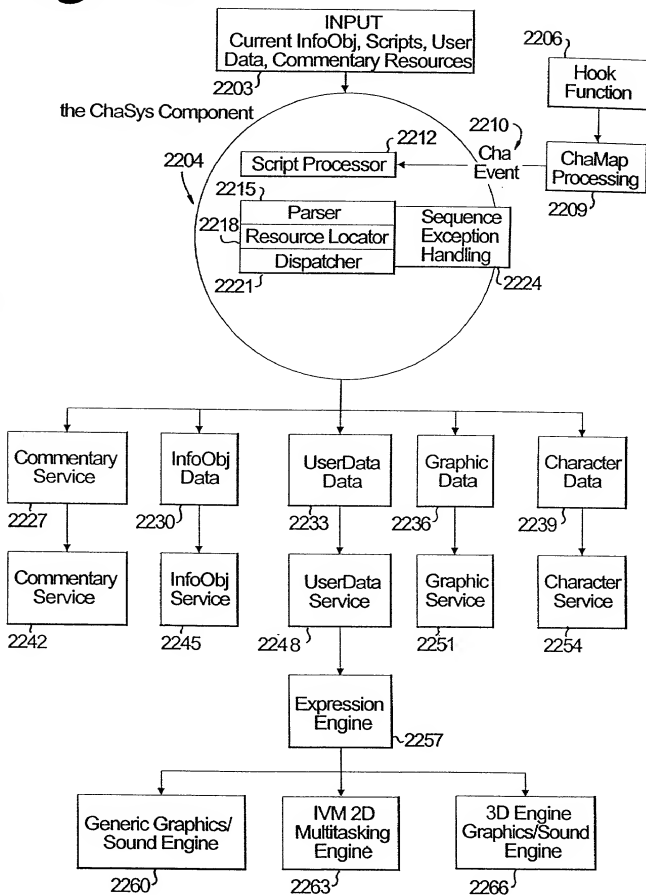 INPUT
Current InfoObj, Scripts, User
Data, Commentary Resources
2203
2206
Hook
Function
the ChaSys Component
2210
2212
2204
Script Processor
Cha
Event
ChaMap
Processing
2209
2215
Parser
2218
Resource Locator
Dispatcher
2221
Sequence
Exception
Handling
2224
Commentary
Service
2227
InfoObj
Data
2230
UserData
Data
2233
Graphic
Data
2236
Character
Data
2239
Commentary
Service
2242
InfoObj
Service
2245
UserData
Service
2248
Graphic
Service
2251
Character
Service
2254
Expression
Engine
2257
Generic Graphics/
Sound Engine
2260
IVM 2D
Multitasking
Engine
2263
3D Engine
Graphics/Sound
Engine
2266